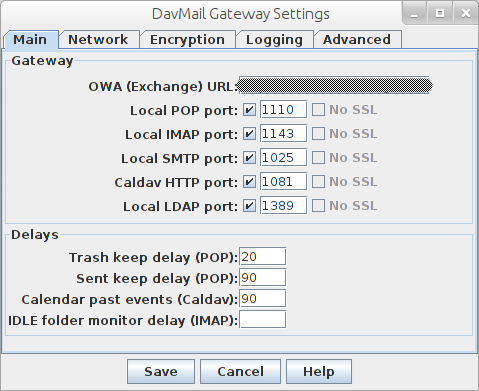 DavMail Gateway Settings
Main Network Encryption Logging Advanced
Gateway
OWA (Exchange) URL:
Local POP port: 1110 No SSL
Local IMAP port: 1143 No SSL
Local SMTP port: 1025 No SSL
Caldav HTTP port: 1081 No SSL
Local LDAP port: 1389 No SSL
Delays
Trash keep delay (POP): 20
Sent keep delay (POP): 90
Calendar past events (Caldav): 90
IDLE folder monitor delay (IMAP):
Save Cancel Help